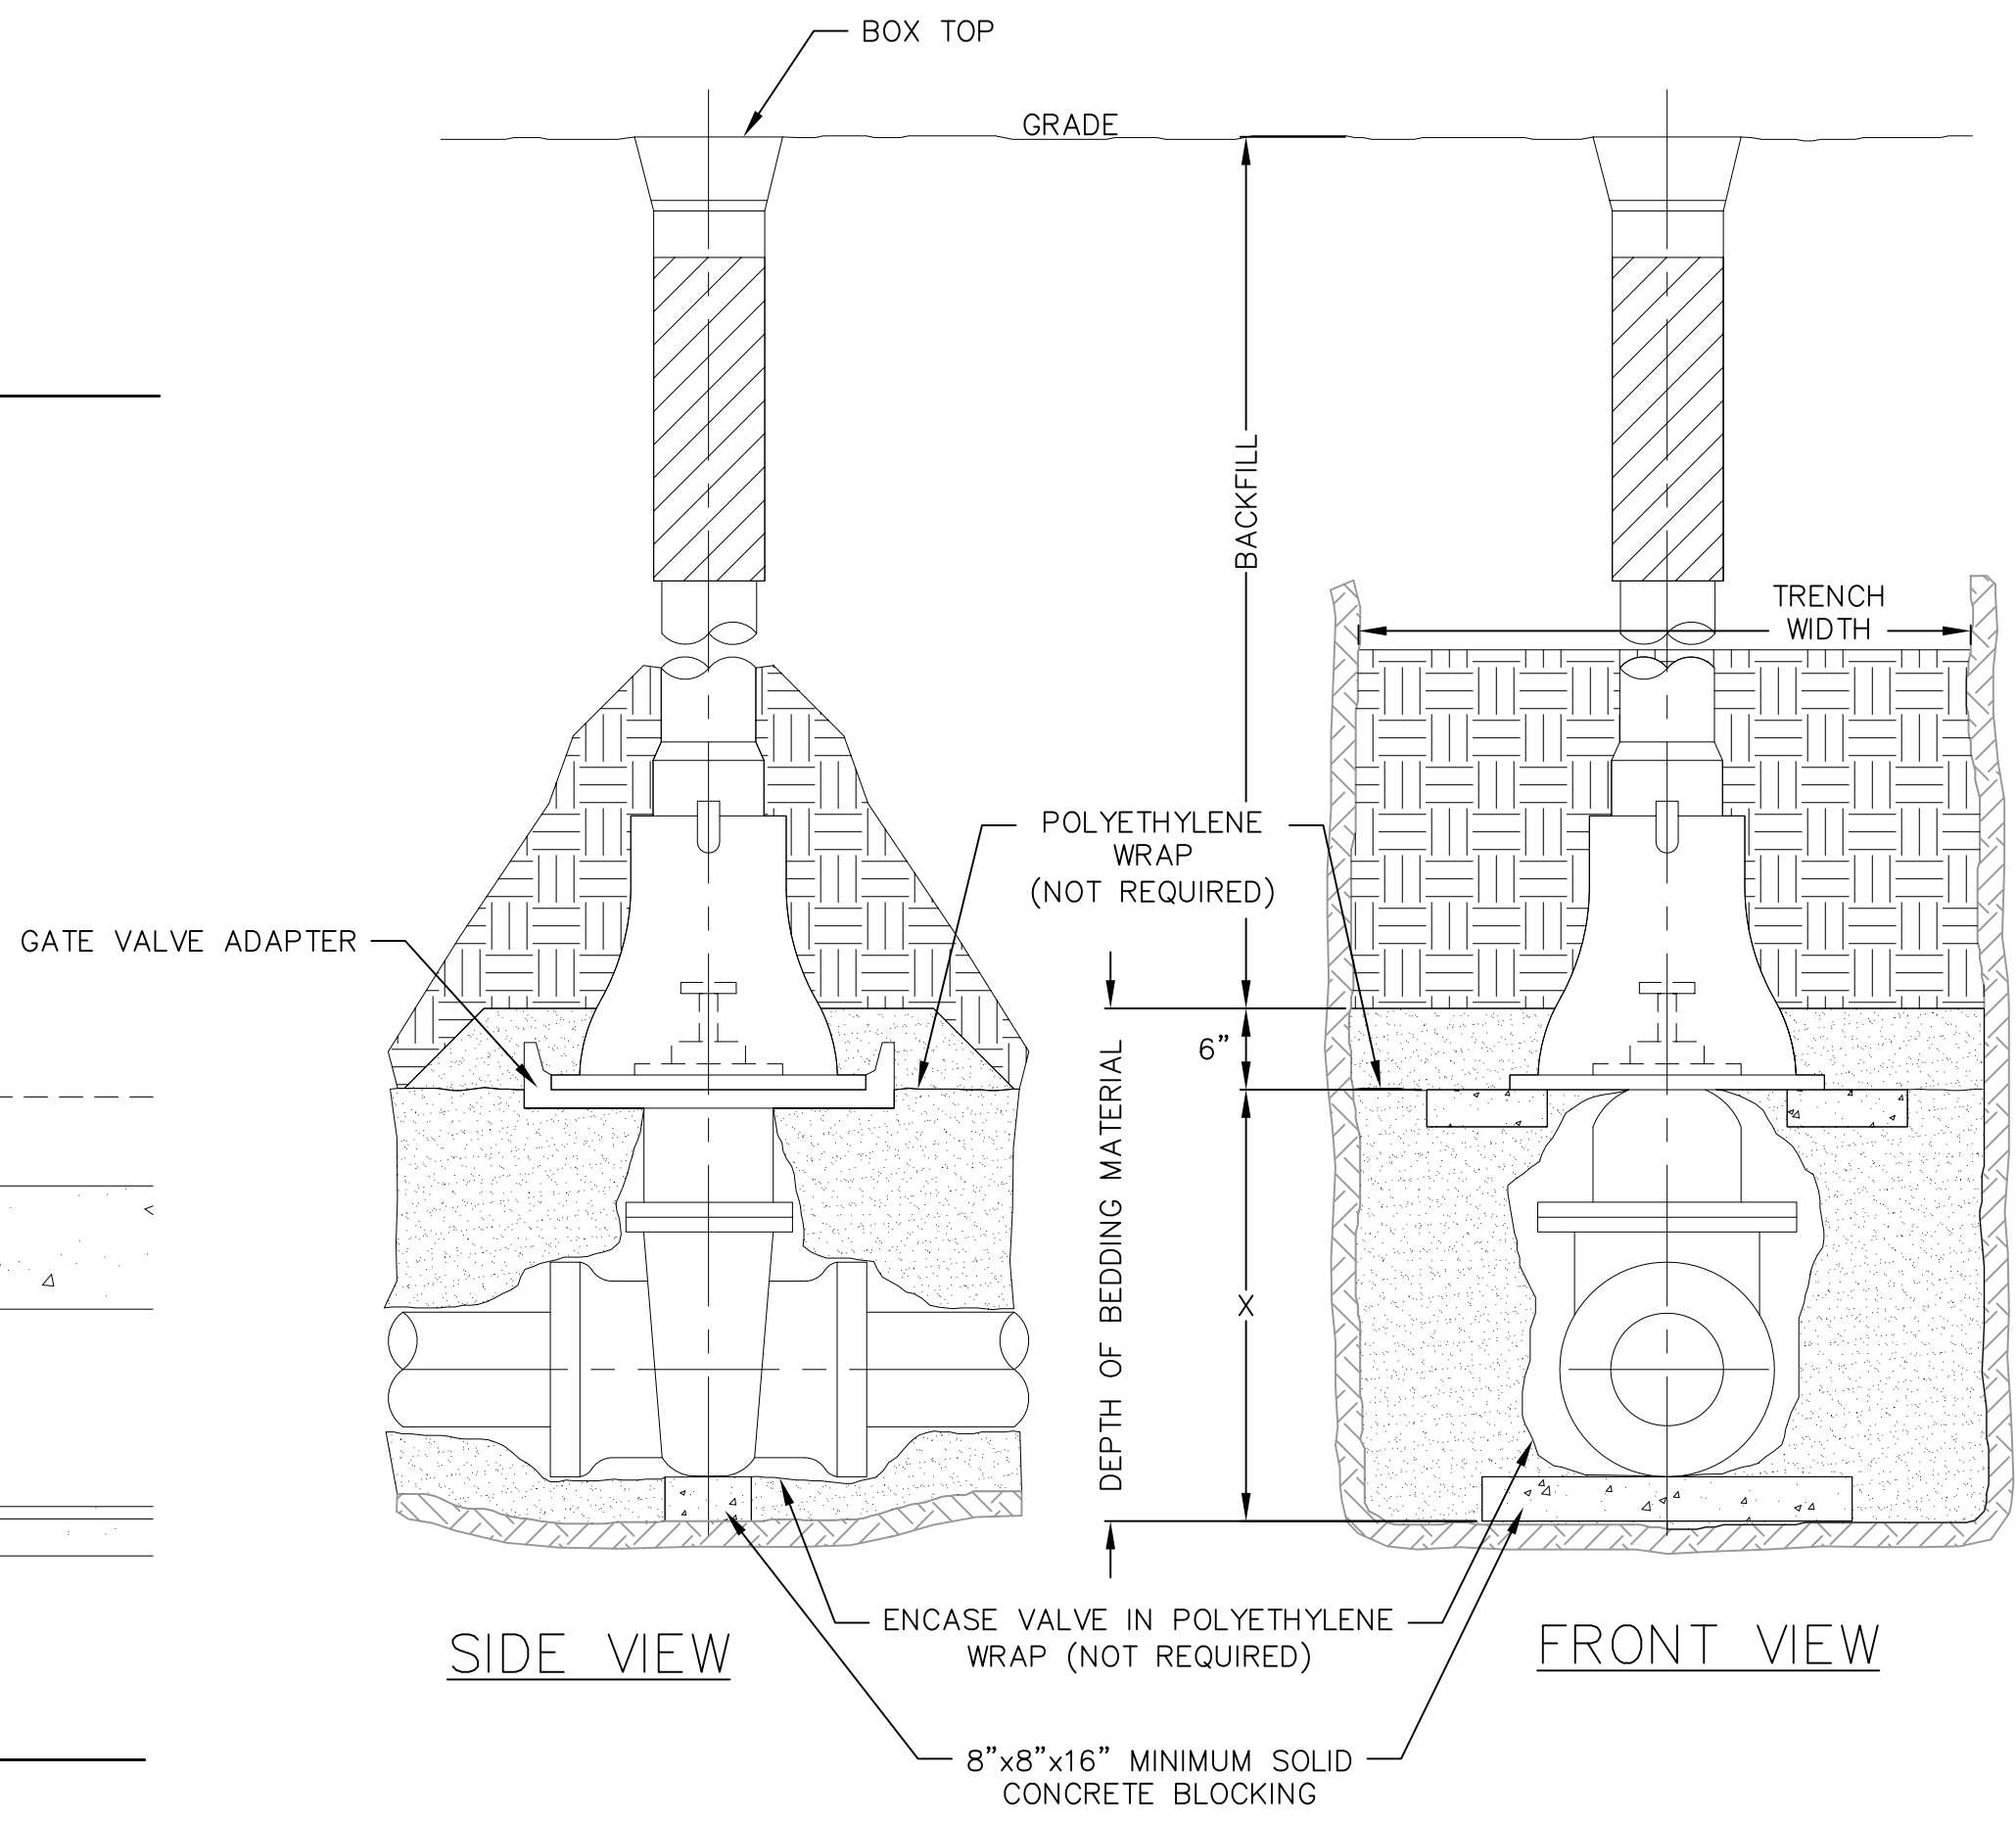 BOX TOP
GRADE
BACKFILL
TRENCH
WIDTH
POLYETHYLENE
WRAP
(NOT REQUIRED)
GATE VALVE ADAPTER
6”
DEPTH OF BEDDING MATERIAL
X
ENCASE VALVE IN POLYETHYLENE
WRAP (NOT REQUIRED)
SIDE VIEW
FRONT VIEW
8”x8”x16” MINIMUM SOLID
CONCRETE BLOCKING